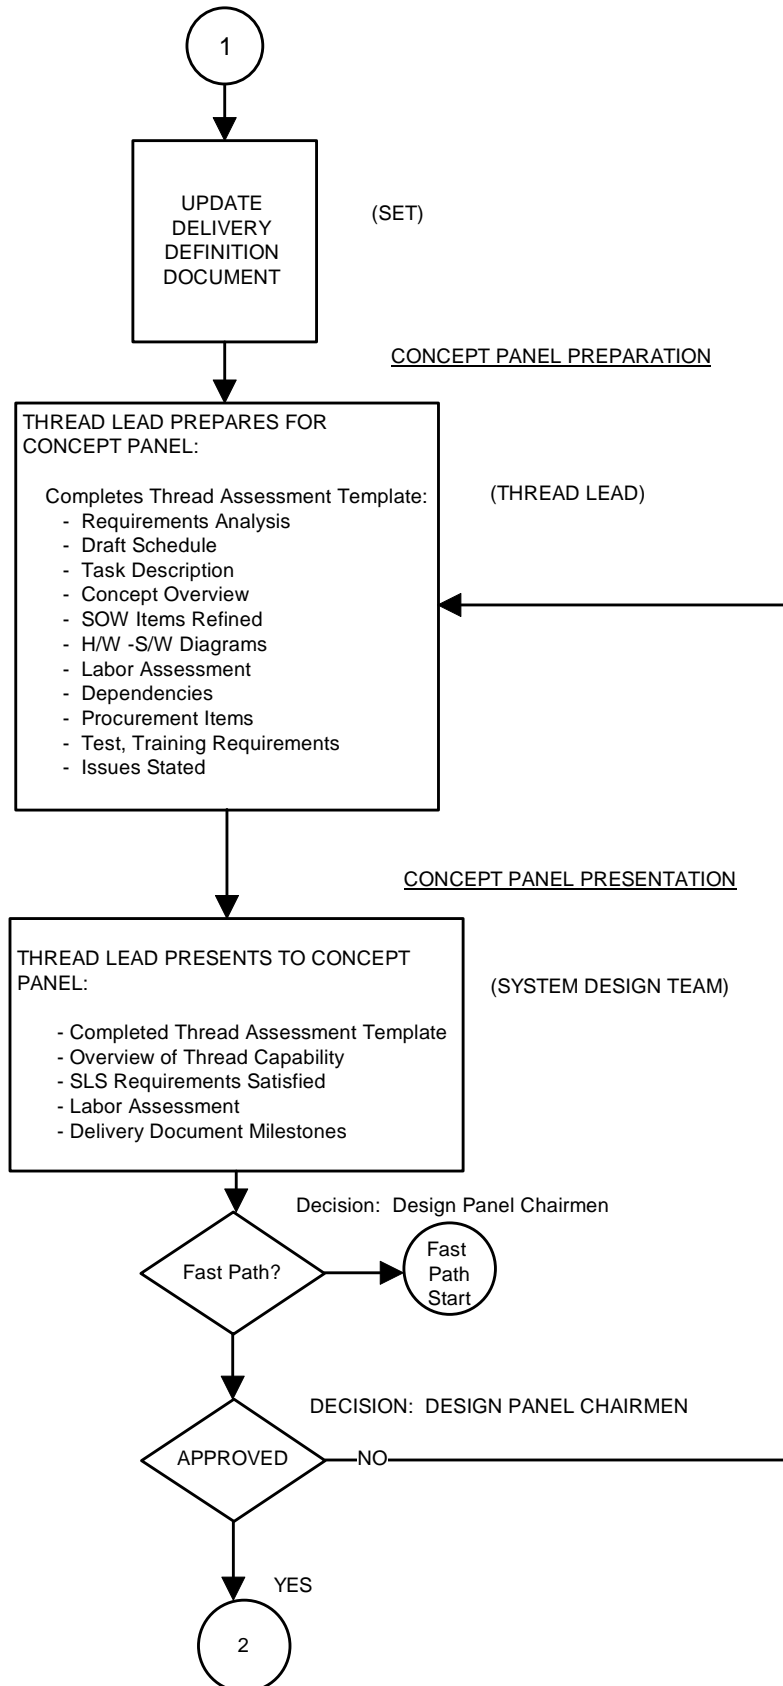 1
UPDATE
DELIVERY
DEFINITION
DOCUMENT
(SET)
CONCEPT PANEL PREPARATION
THREAD LEAD PREPARES FOR
CONCEPT PANEL:
Completes Thread Assessment Template:
- Requirements Analysis
- Draft Schedule
- Task Description
- Concept Overview
- SOW Items Refined
- H/W -S/W Diagrams
- Labor Assessment
- Dependencies
- Procurement Items
- Test, Training Requirements
- Issues Stated
(THREAD LEAD)
CONCEPT PANEL PRESENTATION
THREAD LEAD PRESENTS TO CONCEPT
PANEL:
- Completed Thread Assessment Template
- Overview of Thread Capability
- SLS Requirements Satisfied
- Labor Assessment
- Delivery Document Milestones
(SYSTEM DESIGN TEAM)
Decision:  Design Panel Chairmen
Fast Path?
Fast
Path
Start
DECISION:  DESIGN PANEL CHAIRMEN
APPROVED
NO
YES
2